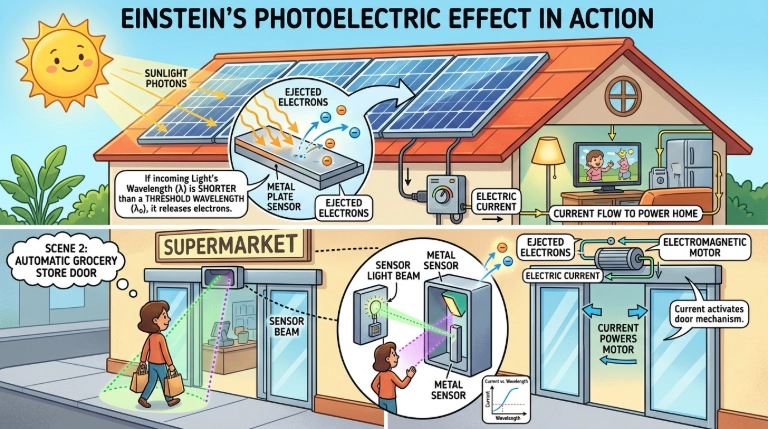 EINSTEIN'S PHOTOELECTRIC EFFECT IN ACTION
SUNLIGHT
PHOTONS
EJECTED
ELECTRONS
If incoming Light's
Wavelength (λ) is SHORTER
than a THRESHOLD WAVELENGTH
(λ₀), it releases electrons.
METAL
PLATE
SENSOR
EJECTED
ELECTRONS
ELECTRIC
CURRENT
CURRENT FLOW TO POWER HOME
SCENE 2:
AUTOMATIC GROCERY
STORE DOOR
SUPERMARKET
SENSOR
BEAM
SENSOR
LIGHT BEAM
METAL
SENSOR
METAL
SENSOR
Current vs. Wavelength
Current
Wavelength
EJECTED
ELECTRONS
ELECTROMAGNETIC
MOTOR
ELECTRIC CURRENT
Current activates
door mechanism.
CURRENT
POWERS
MOTOR